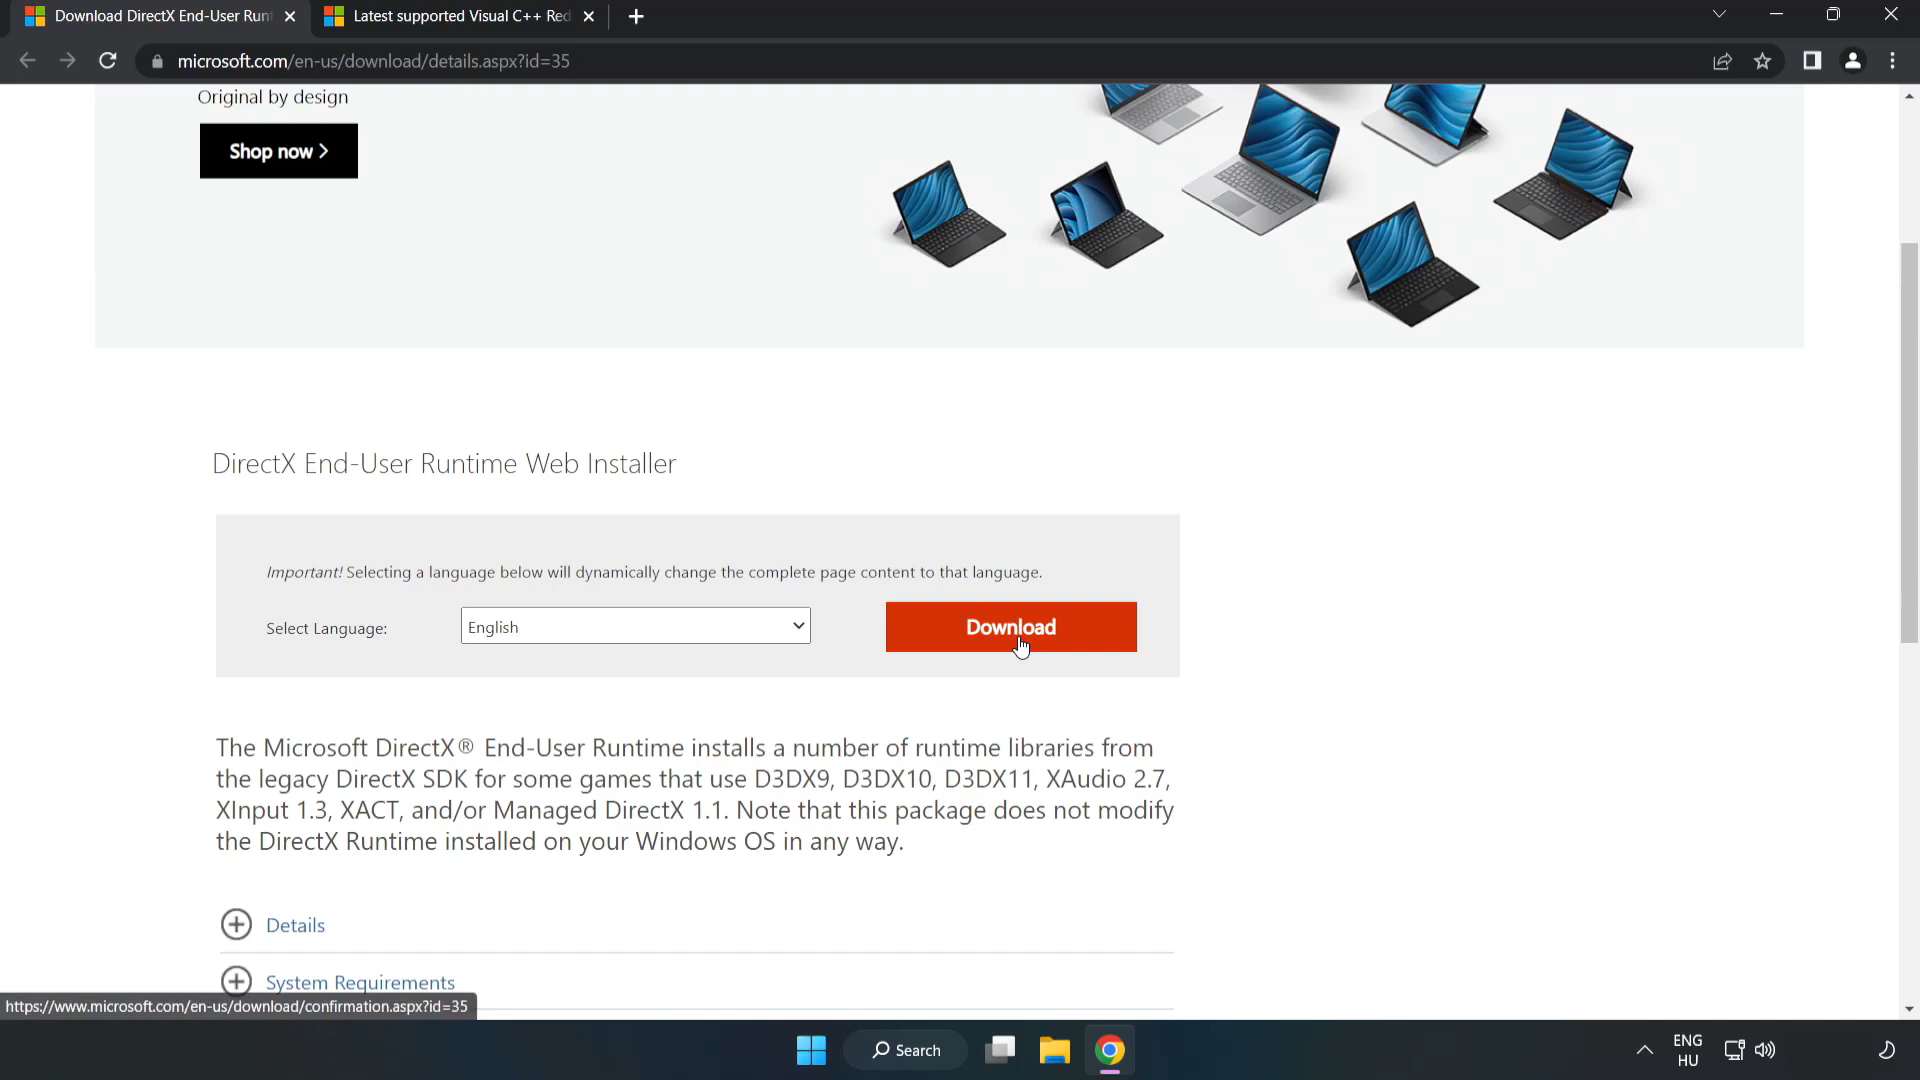 Download DirectX End-User Runt
Latest supported Visual C++ Red
microsoft.com/en-us/download/details.aspx?id=35
Original by design
Shop now >
DirectX End-User Runtime Web Installer
Important! Selecting a language below will dynamically change the complete page content to that language.
Select Language:
English
Download
The Microsoft DirectX® End-User Runtime installs a number of runtime libraries from
the legacy DirectX SDK for some games that use D3DX9, D3DX10, D3DX11, XAudio 2.7,
XInput 1.3, XACT, and/or Managed DirectX 1.1. Note that this package does not modify
the DirectX Runtime installed on your Windows OS in any way.
Details
System Requirements
https://www.microsoft.com/en-us/download/confirmation.aspx?id=35
Search
ENG
HU